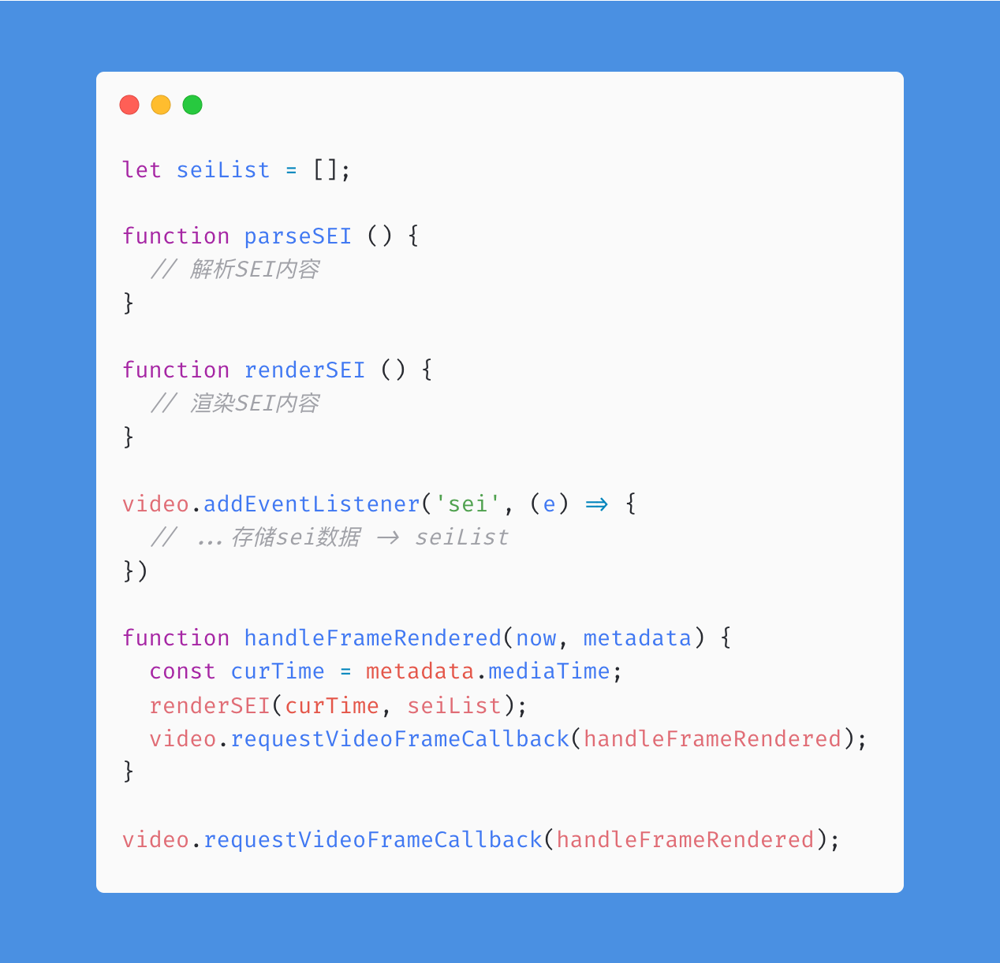 let seiList = [];
function parseSEI () {
// 解析SEI内容
}
function renderSEI () {
// 渲染SEI内容
}
video.addEventListener('sei', (e) => {
// ...存储sei数据 -> seiList
})
function handleFrameRendered(now, metadata) {
const curTime = metadata.mediaTime;
renderSEI(curTime, seiList);
video.requestVideoFrameCallback(handleFrameRendered);
}
video.requestVideoFrameCallback(handleFrameRendered);